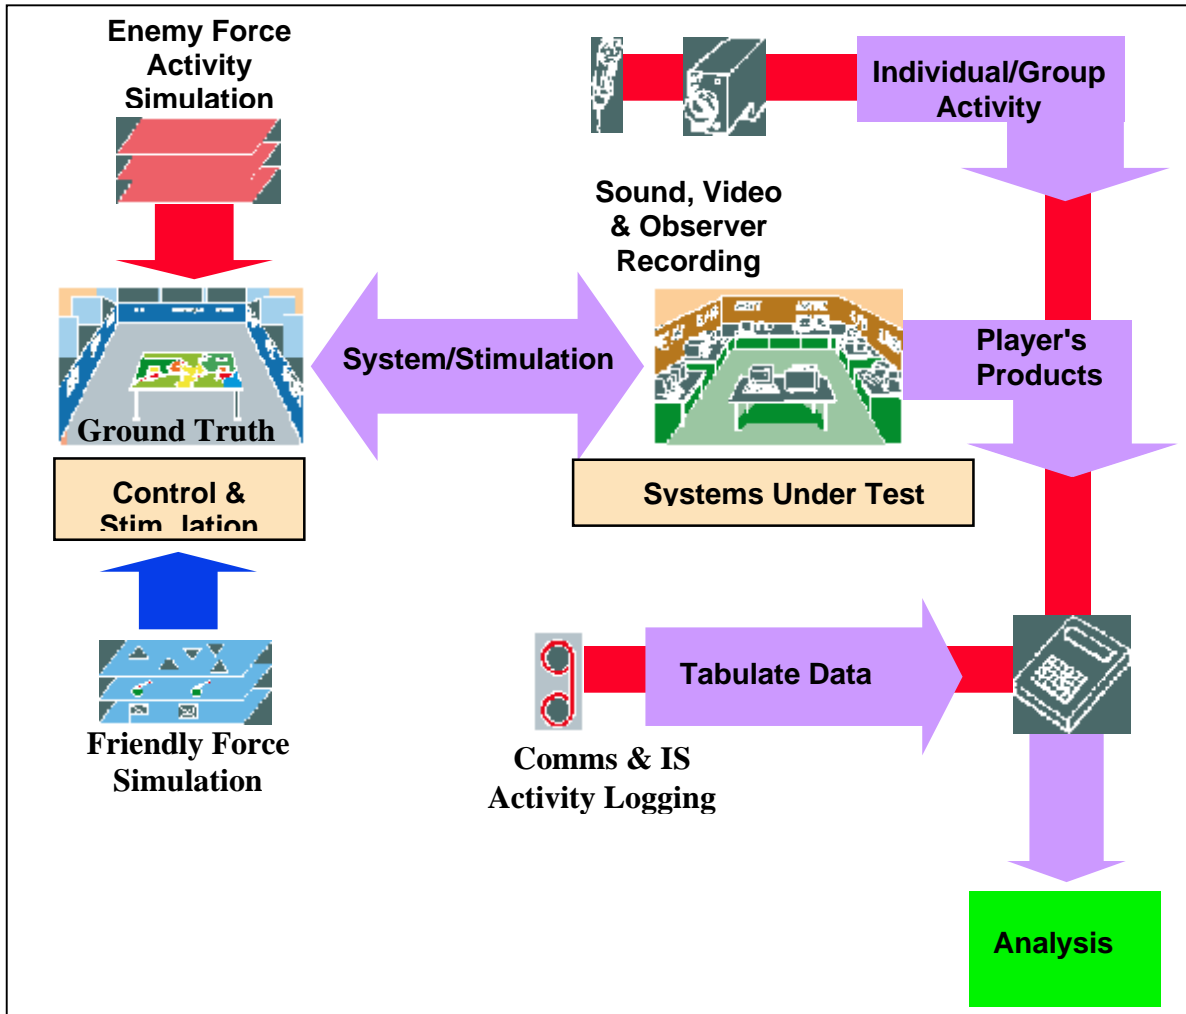 Enemy Force
Activity
Simulation
Individual/Group
Activity
Sound, Video
& Observer
Recording
System/Stimulation
Player's
Products
Ground Truth
Control &
Systems Under Test
Tabulate Data
Friendly Force
Simulation
Comms & IS
Activity Logging
Analysis